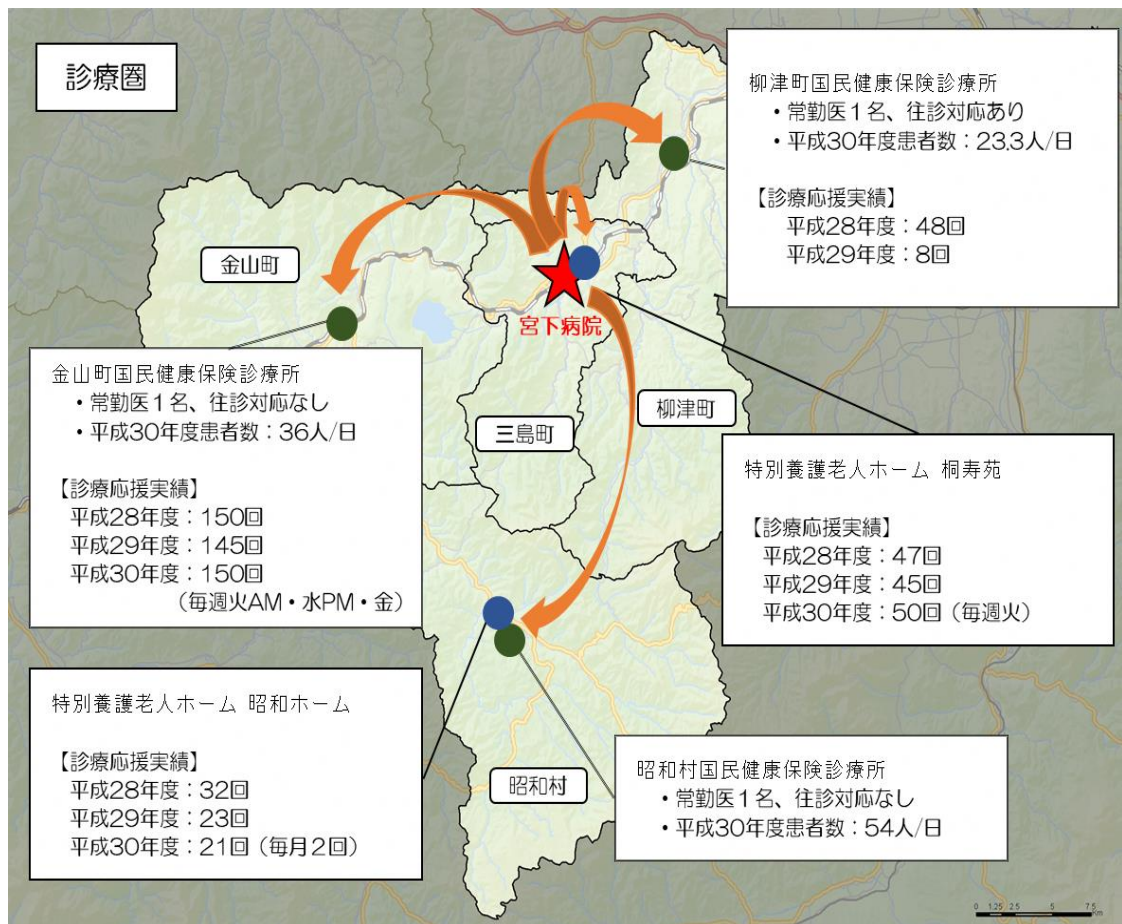 診療圏
柳津町国民健康保険診療所
・常勤医1名、往診対応あり
・平成30年度患者数：23.3人/日
【診療応援実績】
平成28年度：48回
平成29年度：8回
金山町
宮下病院
金山町国民健康保険診療所
・常勤医1名、往診対応なし
・平成30年度患者数：36人/日
【診療応援実績】
平成28年度：150回
平成29年度：145回
平成30年度：150回
（毎週火AM・水PM・金）
柳津町
三島町
特別養護老人ホーム 桐寿苑
【診療応援実績】
平成28年度：47回
平成29年度：45回
平成30年度：50回（毎週火）
特別養護老人ホーム 昭和ホーム
【診療応援実績】
平成28年度：32回
平成29年度：23回
平成30年度：21回（毎月2回）
昭和村
昭和村国民健康保険診療所
・常勤医1名、往診対応なし
・平成30年度患者数：54人/日
0 1.25 2.5 5 7.5
Km